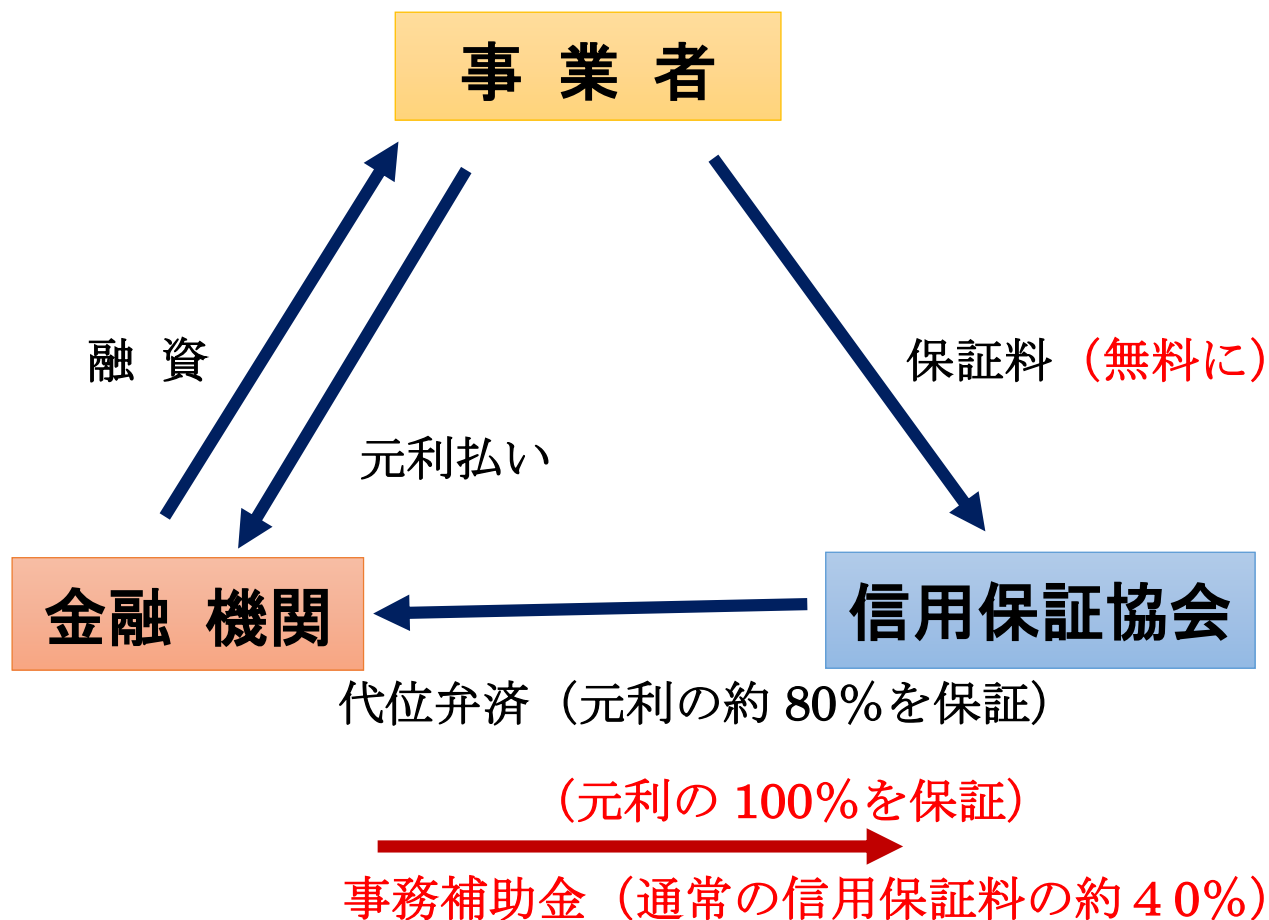 事 業 者
融 資
保証料（無料に）
元利払い
金融 機関
信用保証協会
代位弁済（元利の約 80％を保証）
（元利の 100％を保証）
事務補助金（通常の信用保証料の約４0％）